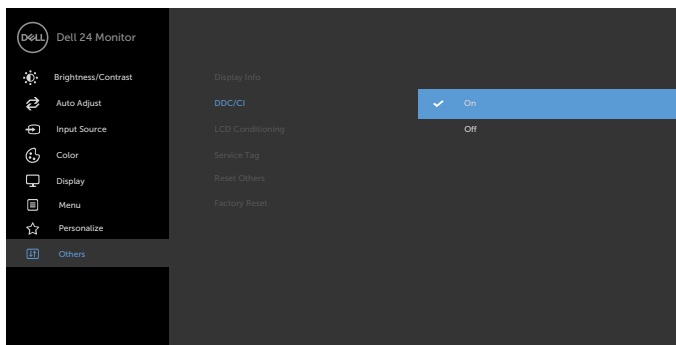 DELL Dell 24 Monitor
Brightness/Contrast
Auto Adjust
Input Source
Color
Display
Menu
Personalize
Others
Display Info
DDC/CI
LCD Conditioning
Service Tag
Reset Others
Factory Reset
On
Off